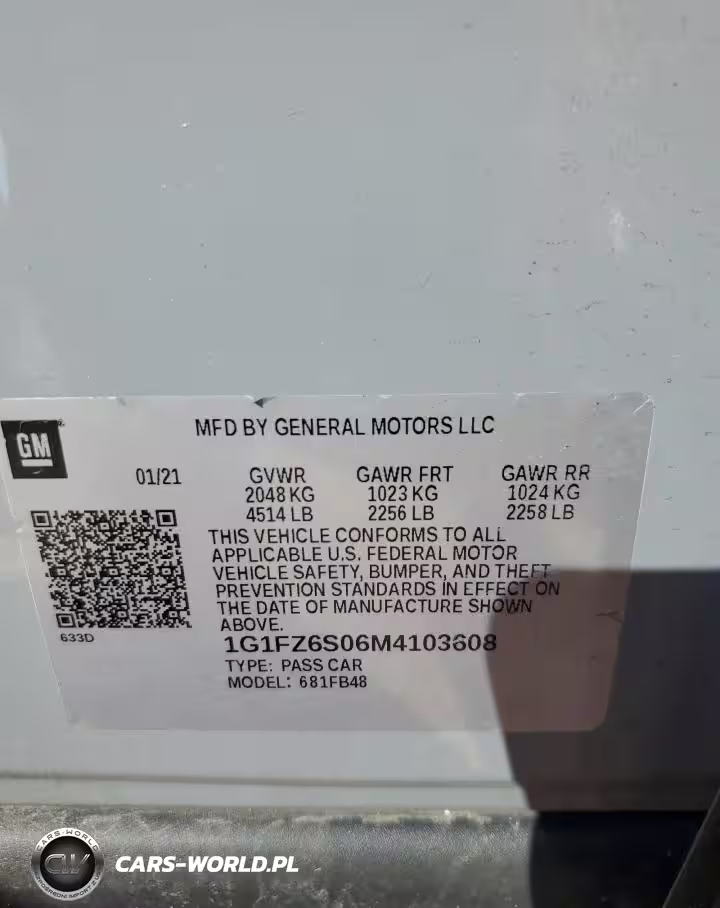 MFD BY GENERAL MOTORS LLC
GM
01/21 GVWR GAWR FRT GAWR RR
2048 KG 1023 KG 1024 KG
4514 LB 2256 LB 2258 LB
THIS VEHICLE CONFORMS TO ALL
APPLICABLE U.S. FEDERAL MOTOR
VEHICLE SAFETY, BUMPER, AND THEFT
PREVENTION STANDARDS IN EFFECT ON
THE DATE OF MANUFACTURE SHOWN
ABOVE.
633D
1G1FZ6S06M4103608
TYPE: PASS CAR
MODEL: 681FB48
CARS-WORLD
CW
CARS-WORLD.PL